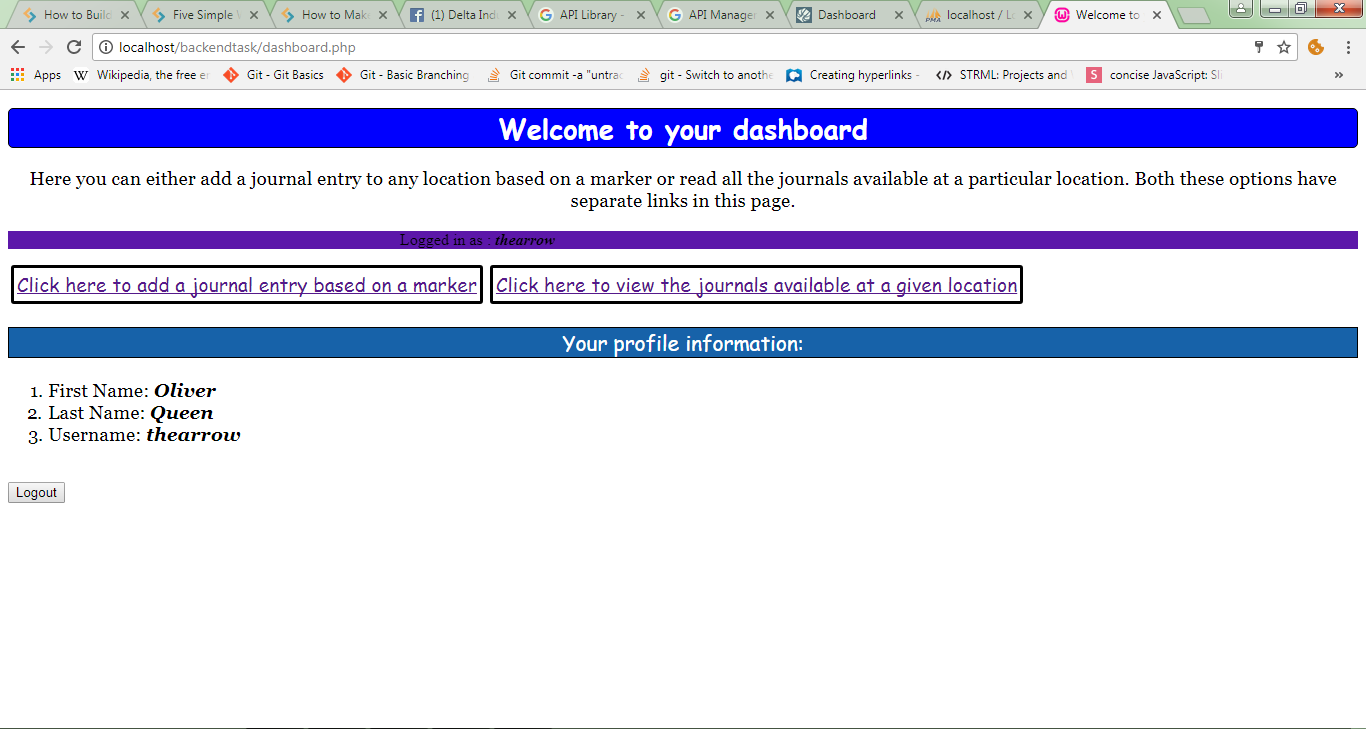 How to Build
Five Simple
How to Make
(1) Delta Ind
API Library -
API Manager
Dashboard
localhost /
Welcome to
localhost/backendtask/dashboard.php
Apps
Wikipedia, the free
Git - Git Basics
Git - Basic Branching
Git commit -a "untrac
git - Switch to anothe
Creating hyperlinks -
STRML: Projects and
concise JavaScript:
Welcome to your dashboard
Here you can either add a journal entry to any location based on a marker or read all the journals available at a particular location. Both these options have
separate links in this page.
Logged in as : thearrow
Click here to add a journal entry based on a marker
Click here to view the journals available at a given location
Your profile information:
1. First Name: Oliver
2. Last Name: Queen
3. Username: thearrow
Logout